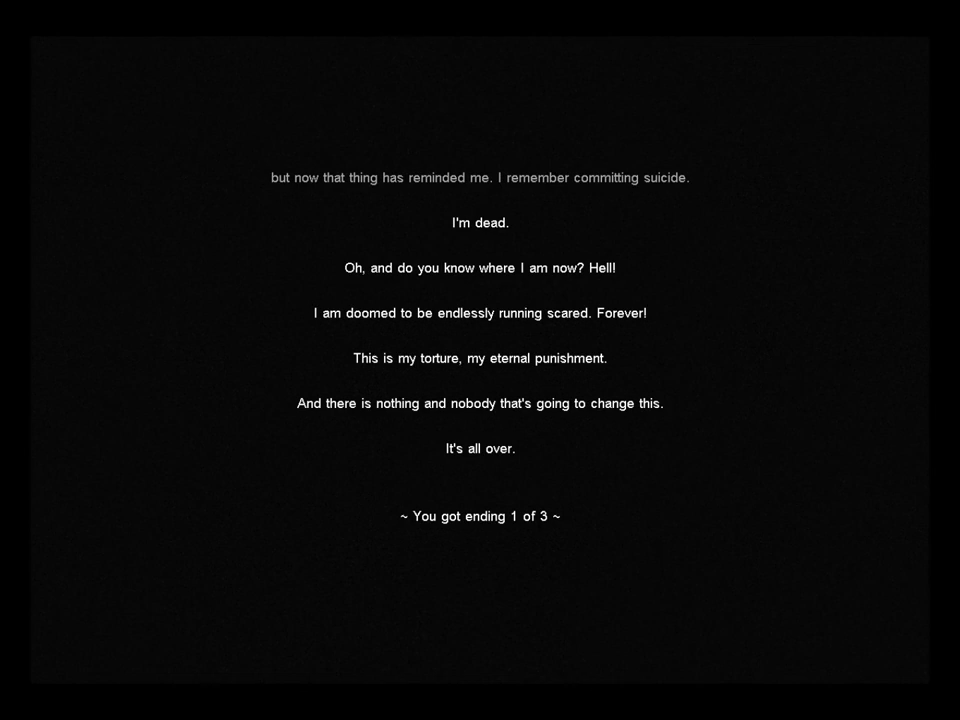 but now that thing has reminded me. I remember committing suicide.
I'm dead.
Oh, and do you know where I am now? Hell!
I am doomed to be endlessly running scared. Forever!
This is my torture, my eternal punishment.
And there is nothing and nobody that's going to change this.
It's all over.
~ You got ending 1 of 3 ~